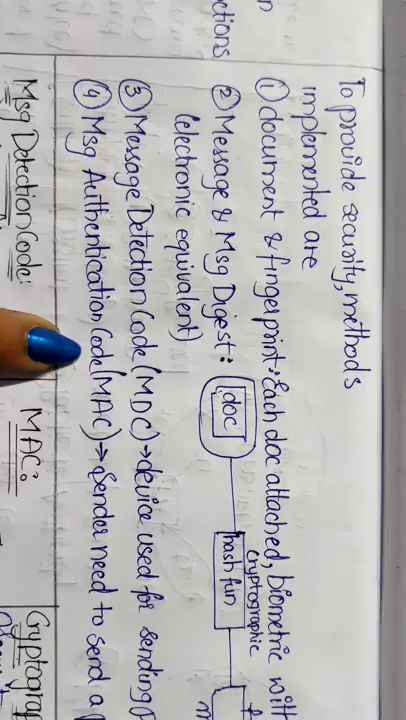 n
ctions
To provide security, methods
implemented are
① document & fingerprint: Each doc attached, biometric with
② Message & Msg Digest: doc
cryptographic
hash fun
(electronic equivalent)
③ Message Detection Code (MDC) → device used for sending
④ Msg Authentication Code (MAC) → Sender need to send a
Msg Detection Code:
MAC:
Cryptograp